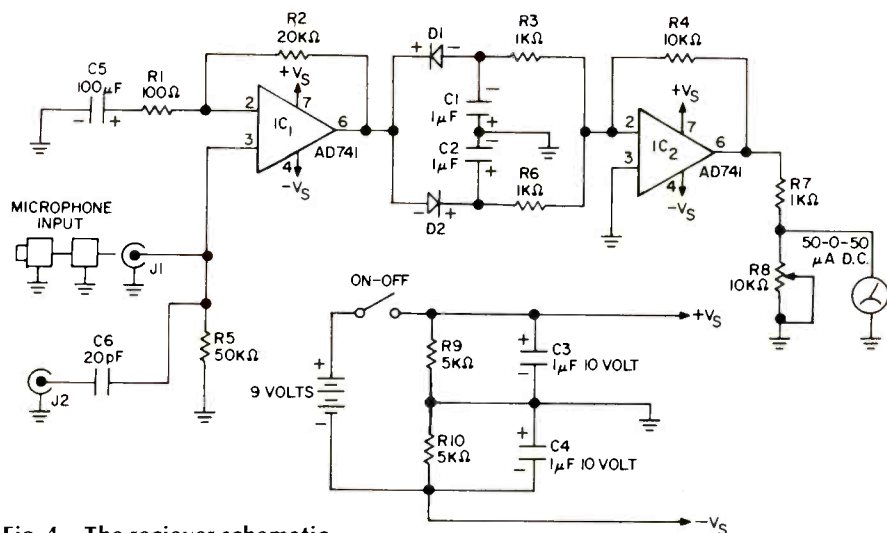 C5
100µF
R1
100Ω
R2
20KΩ
+VS
7
2
IC1
6
3
AD741
4
-VS
D1
R3
1KΩ
C1
1µF
C2
1µF
R6
1KΩ
D2
R4
10KΩ
+VS
7
2
IC2
6
3
AD741
4
-VS
R7
1KΩ
50-0-50
µA D.C.
R8
10KΩ
MICROPHONE
INPUT
J1
C6
20pF
J2
R5
50KΩ
ON-OFF
+VS
9 VOLTS
R9
5KΩ
C3
1µF 10 VOLT
R10
5KΩ
C4
1µF 10 VOLT
-VS
Fig. 4—The reciever schematic.